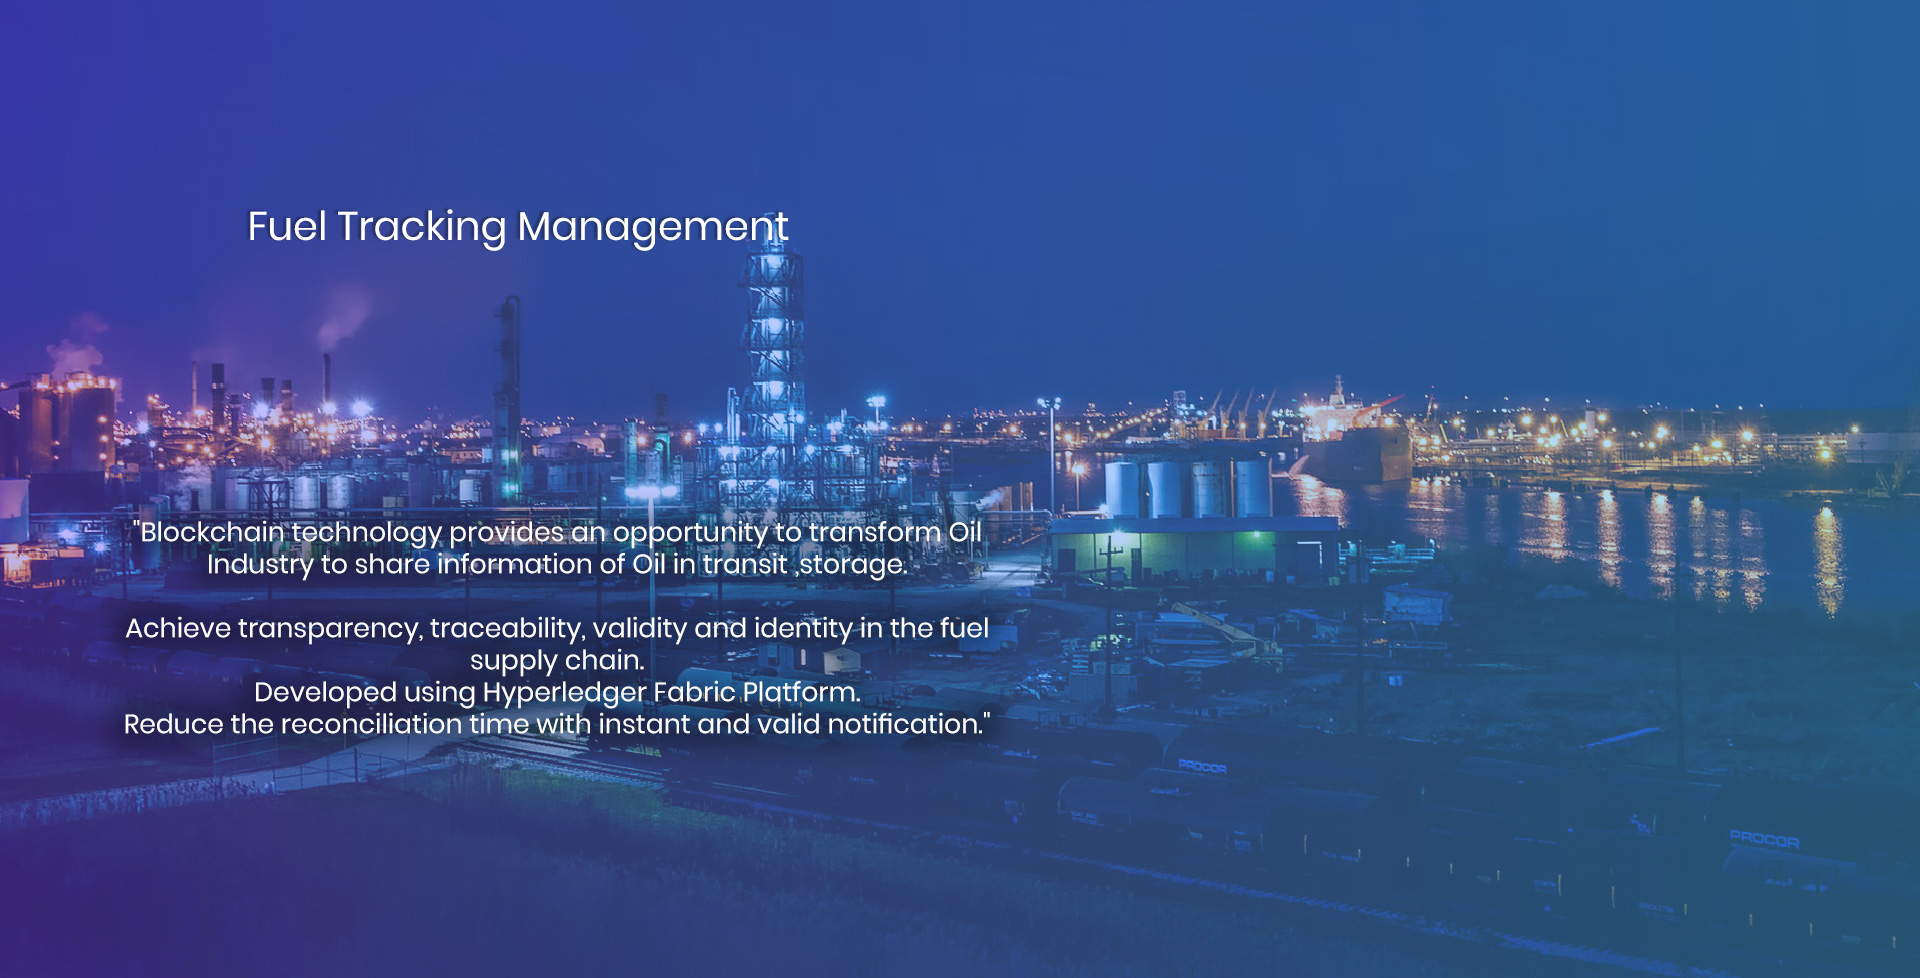 Fuel Tracking Management
"Blockchain technology provides an opportunity to transform Oil
Industry to share information of Oil in transit ,storage.
Achieve transparency, traceability, validity and identity in the fuel
supply chain.
Developed using Hyperledger Fabric Platform.
Reduce the reconciliation time with instant and valid notification."
PROCOR
PROCOR